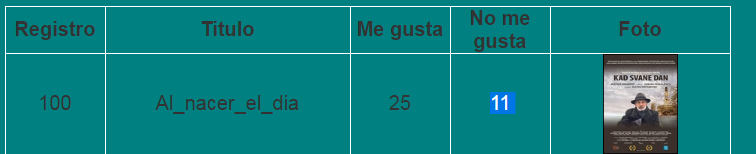 Registro Titulo Me gusta No me gusta Foto
100 Al_nacer_el_dia 25 11
KAD SVANE DAN